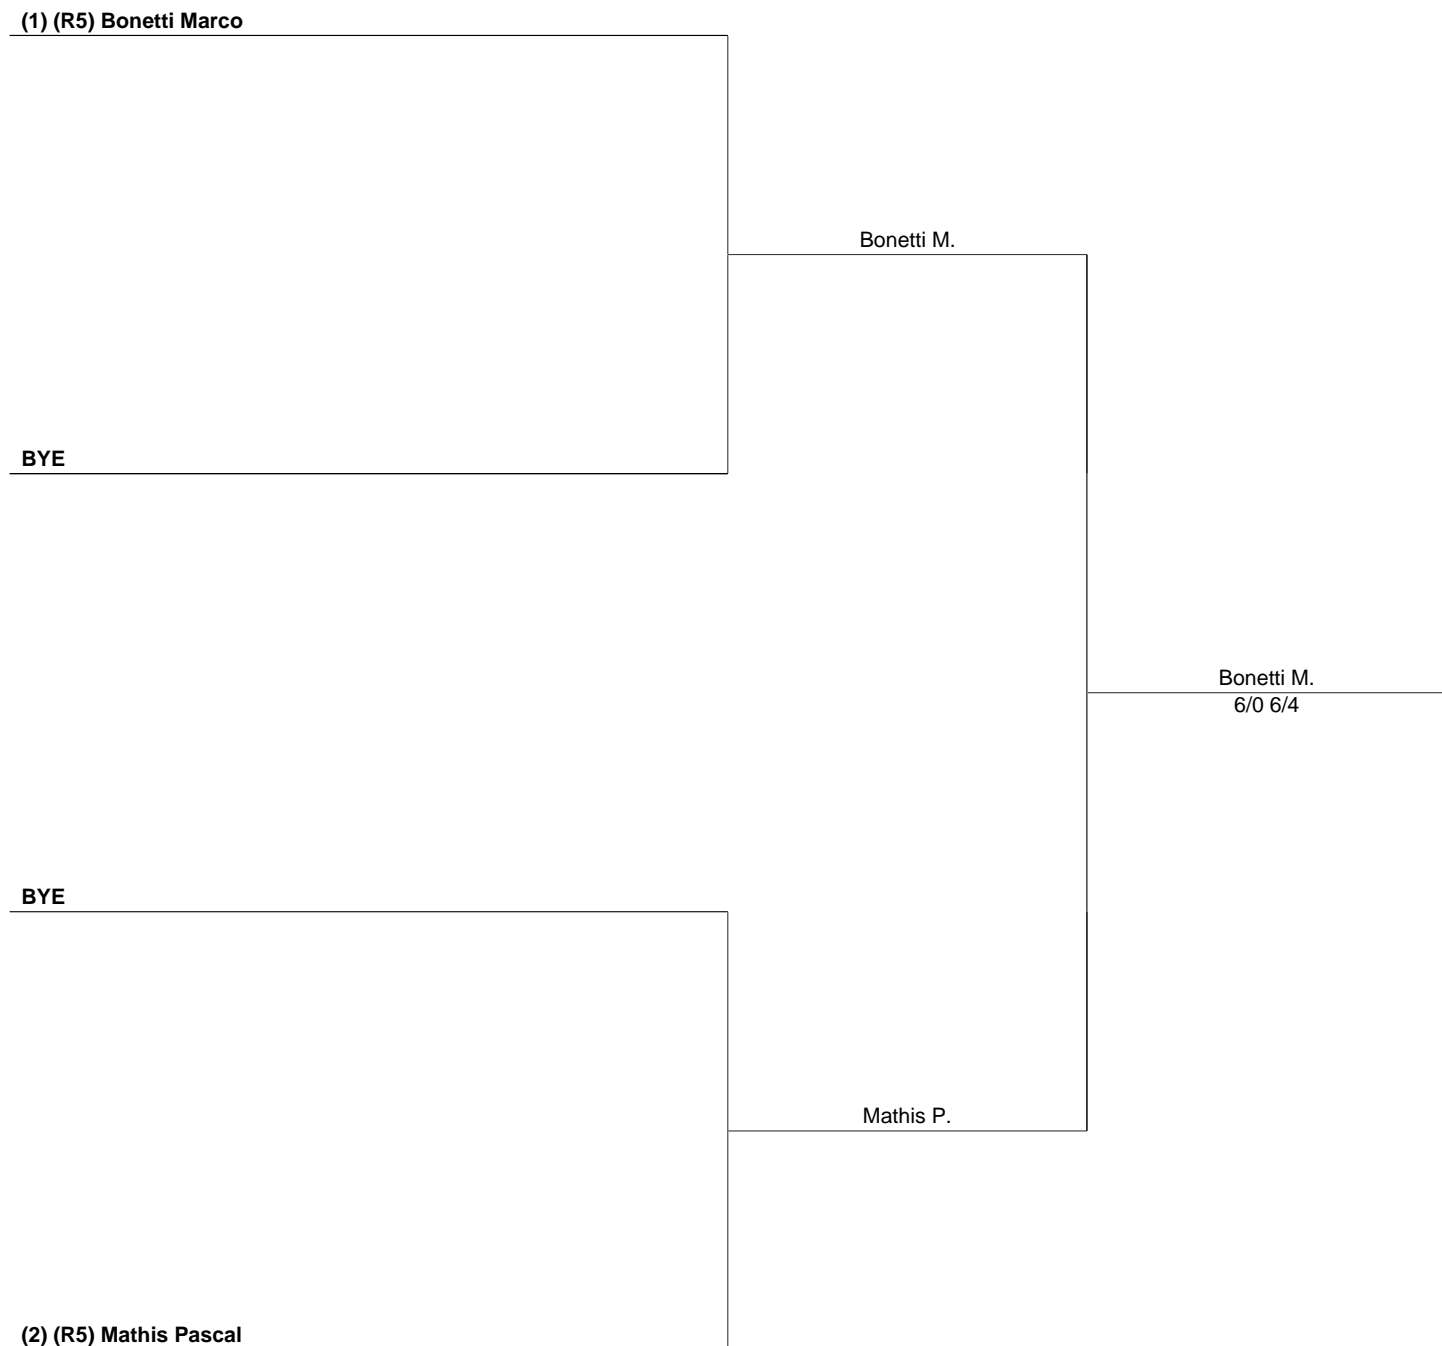 (1) (R5) Bonetti Marco
Bonetti M.
BYE
Bonetti M.
6/0 6/4
BYE
Mathis P.
(2) (R5) Mathis Pascal